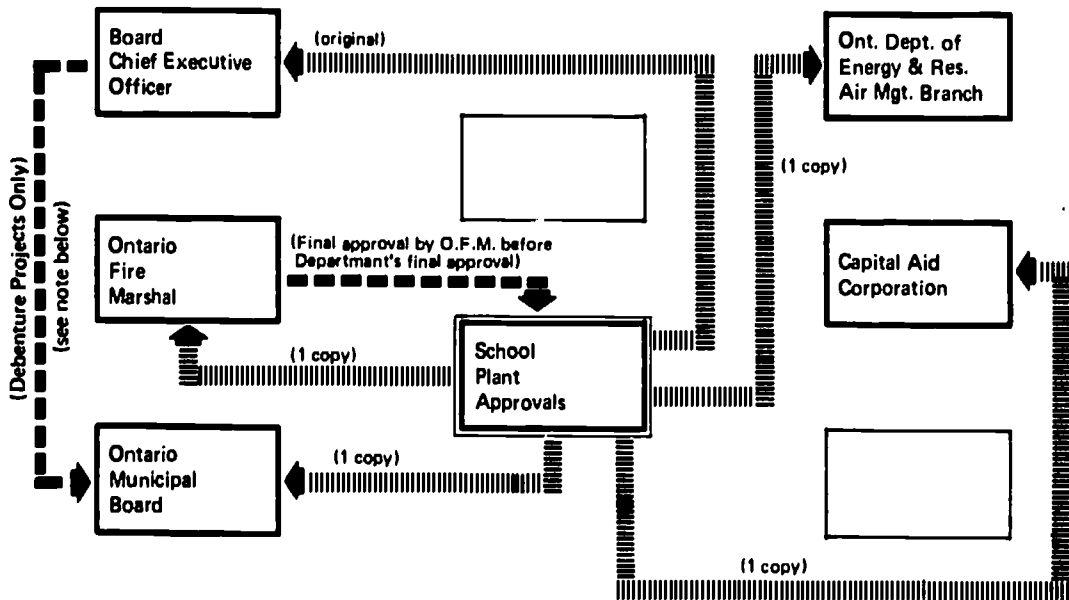 Board
Chief Executive
Officer
(original)
Ont. Dept. of
Energy & Res.
Air Mgt. Branch
(1 copy)
(Debenture Projects Only)
(see note below)
Ontario
Fire
Marshal
(Final approval by O.F.M. before
Departmant's final approval)
Capital Aid
Corporation
School
Plant
Approvals
(1 copy)
Ontario
Municipal
Board
(1 copy)
(1 copy)